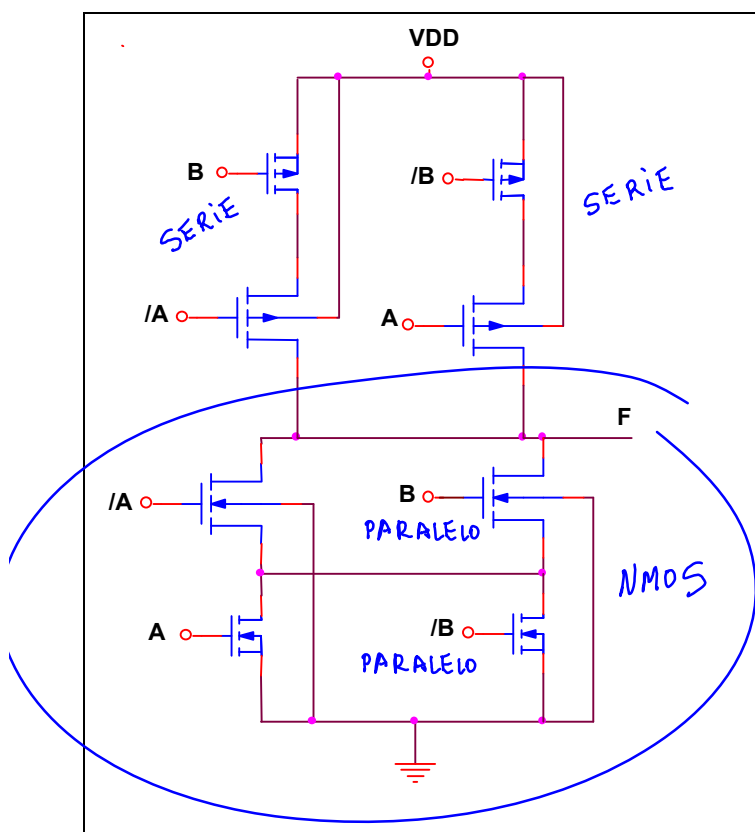 VDD
B
/B
SERIE
SERIE
/A
A
F
/A
B
PARALELO
NMOS
A
/B
PARALELO